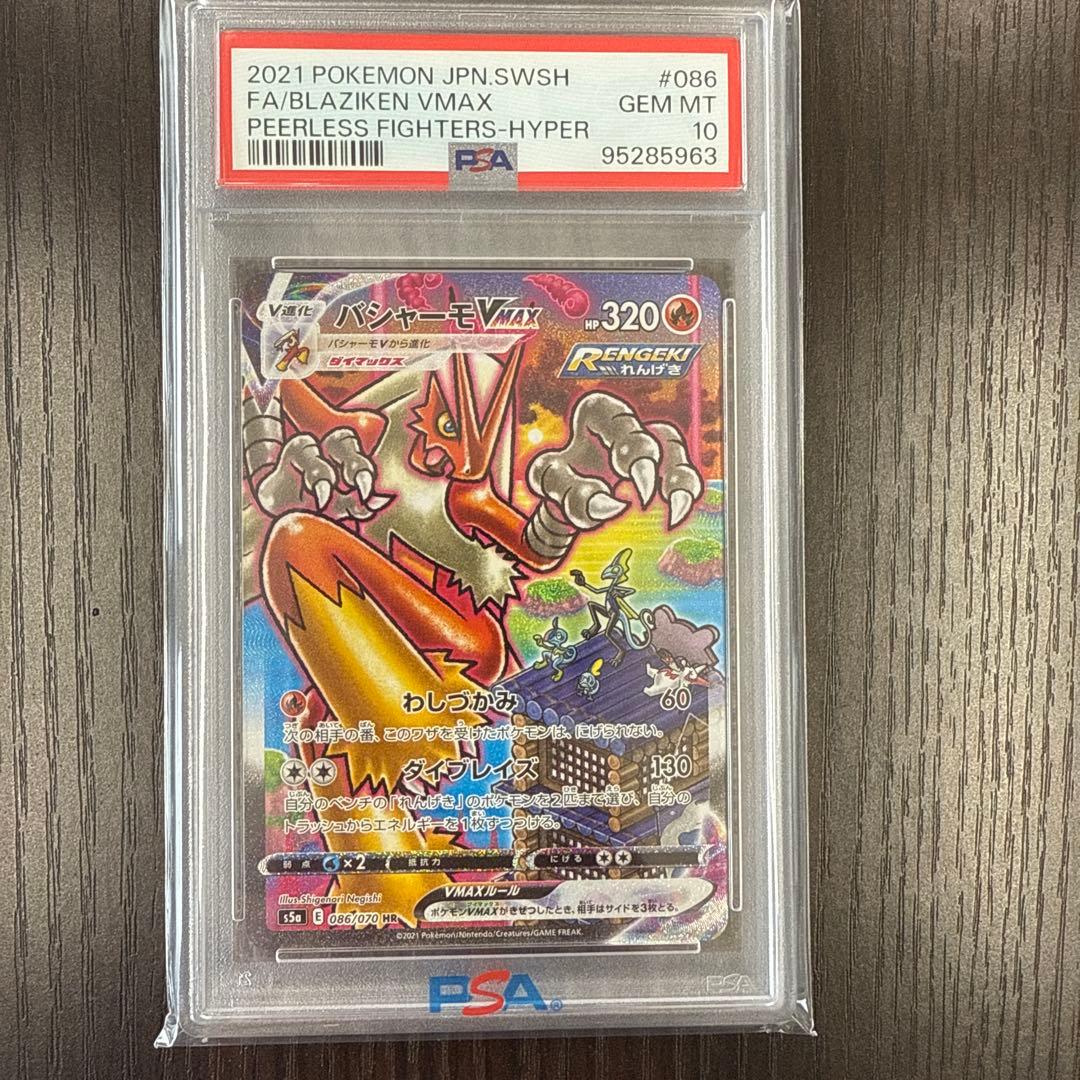 2021 POKEMON JPN.SWSH #086
FA/BLAZIKEN VMAX GEM MT
PEERLESS FIGHTERS-HYPER 10
PSA 95285963
V進化 バシャーモVMAX HP320
バシャーモVから進化
ダイマックス
RENGEKI
れんげき
わしづかみ 60
次の相手の番、このワザを受けたポケモンは、にげられない。
ダイブレイズ 130
自分のベンチの「れんげき」のポケモンを2匹まで選び、自分の
トラッシュからエネルギーを1枚ずつつける。
弱点 ×2 抵抗力 にげる
Illus.Shigenori Negishi
VMAXルール
s5a E 086/070 HR
ポケモンVMAXがきぜつしたとき、相手はサイドを3枚とる。
©2021 Pokémon/Nintendo/Creatures/GAME FREAK.
PSA®
PSA